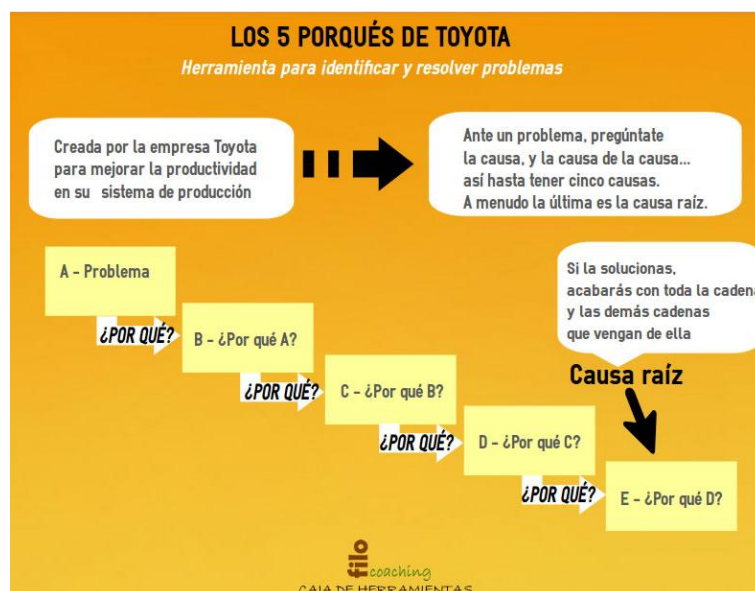 LOS 5 PORQUÉS DE TOYOTA
Herramienta para identificar y resolver problemas
Creada por la empresa Toyota
para mejorar la productividad
en su sistema de producción
Ante un problema, pregúntate
la causa, y la causa de la causa...
así hasta tener cinco causas.
A menudo la última es la causa raíz.
A - Problema
¿POR QUÉ?
B - ¿Por qué A?
¿POR QUÉ?
C - ¿Por qué B?
¿POR QUÉ?
D - ¿Por qué C?
¿POR QUÉ?
E - ¿Por qué D?
Si la solucionas,
acabarás con toda la cadena
y las demás cadenas
que vengan de ella
Causa raíz
filo
coaching
CAJA DE HERRAMIENTAS